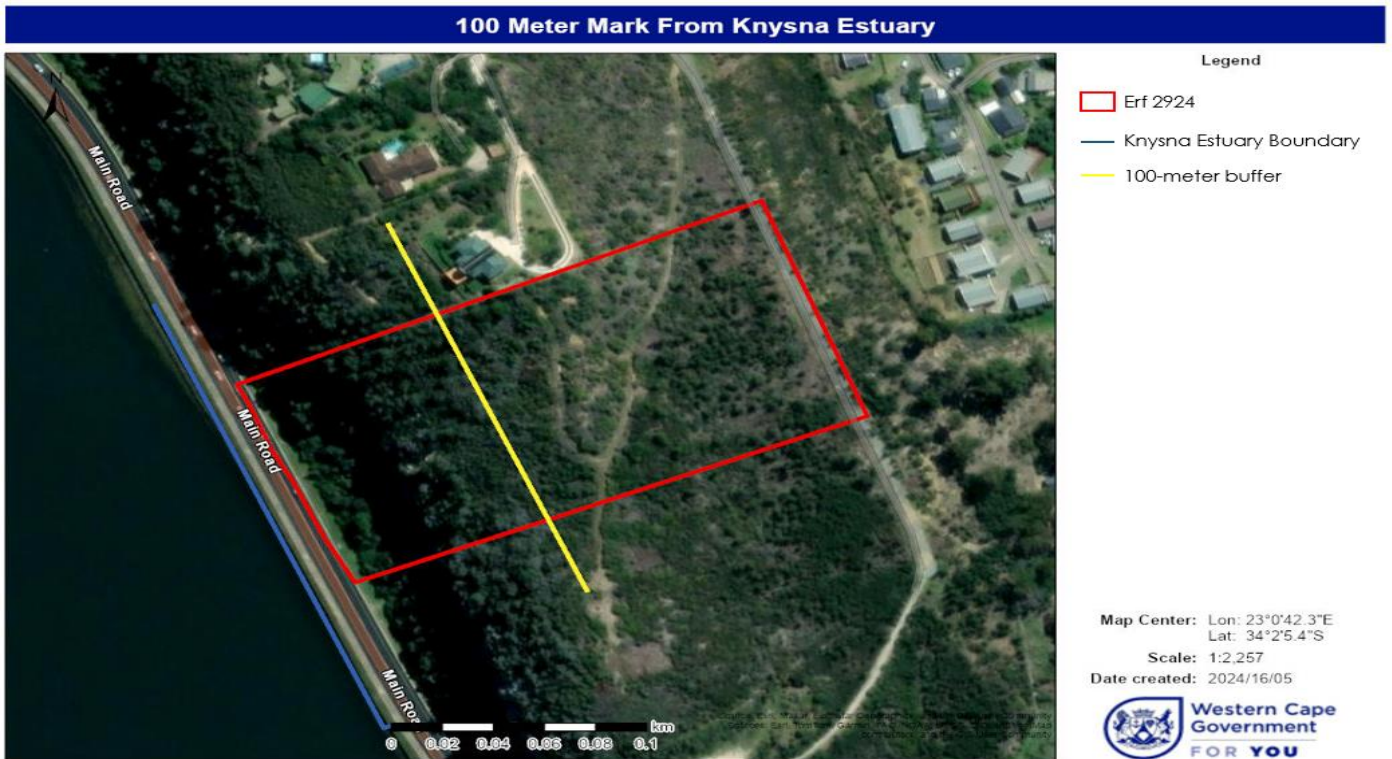 100 Meter Mark From Knysna Estuary
Legend
Erf 2924
Knysna Estuary Boundary
100-meter buffer
N
Main Road
Main Road
Main Roa
km
0 0.02 0.04 0.06 0.08 0.1
Map Center: Lon: 23°0'42.3"E
Lat: 34°2'5.4"S
Scale: 1:2,257
Date created: 2024/16/05
Western Cape
Government
FOR YOU